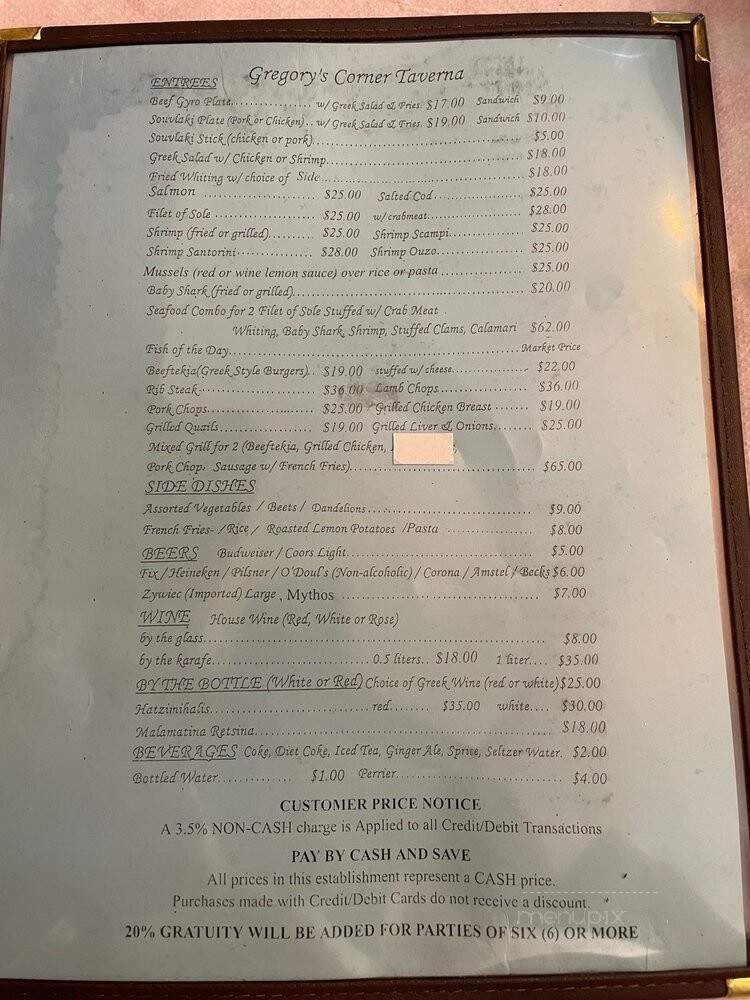 Gregory's Corner Taverna
ENTREES
Beef Gyro Plate................ w/ Greek Salad & Fries. $17.00 Sandwich $9.00
Souvlaki Plate (Pork or Chicken).. w/ Greek Salad & Fries. $19.00 Sandwich $10.00
Souvlaki Stick (chicken or pork)........................................ $5.00
Greek Salad w/ Chicken or Shrimp........................................ $18.00
Fried Whiting w/ choice of Side........................................ $18.00
Salmon ...................... $25.00 Salted Cod.................... $25.00
Filet of Sole .................. $25.00 w/ crabmeat.................. $28.00
Shrimp (fried or grilled).......... $25.00 Shrimp Scampi.............. $25.00
Shrimp Santorini.............. $28.00 Shrimp Ouzo................ $25.00
Mussels (red or wine lemon sauce) over rice or pasta ................ $25.00
Baby Shark (fried or grilled)........................................ $20.00
Seafood Combo for 2 Filet of Sole Stuffed w/ Crab Meat
Whiting, Baby Shark, Shrimp, Stuffed Clams, Calamari $62.00
Fish of the Day.................................................. Market Price
Beeftekia(Greek Style Burgers).. $19.00 stuffed w/ cheese.................. $22.00
Rib Steak...................... $36.00 Lamb Chops.................. $36.00
Pork Chops...................... $25.00 Grilled Chicken Breast ....... $19.00
Grilled Quails.................. $19.00 Grilled Liver & Onions........ $25.00
Mixed Grill for 2 (Beeftekia, Grilled Chicken,
Pork Chop, Sausage w/ French Fries)................................ $65.00
SIDE DISHES
Assorted Vegetables / Beets / Dandelions............................ $9.00
French Fries- / Rice / Roasted Lemon Potatoes /Pasta ................ $8.00
BEERS Budweiser / Coors Light.................................. $5.00
Fix / Heineken / Pilsner / O'Doul's (Non-alcoholic) / Corona / Amstel / Becks $6.00
Zywiec (Imported) Large , Mythos .................................. $7.00
WINE House Wine (Red, White or Rose)
by the glass.................................................. $8.00
by the karafe............................ 0.5 liters.. $18.00 1 liter.... $35.00
BY THE BOTTLE (White or Red) Choice of Greek Wine (red or white)$25.00
Hatzimihalis............................ red........ $35.00 white.... $30.00
Malamatina Retsina............................................ $18.00
BEVERAGES Coke, Diet Coke, Iced Tea, Ginger Ale, Sprite, Seltzer Water. $2.00
Bottled Water.............. $1.00 Perrier............................ $4.00
CUSTOMER PRICE NOTICE
A 3.5% NON-CASH charge is Applied to all Credit/Debit Transactions
PAY BY CASH AND SAVE
All prices in this establishment represent a CASH price.
Purchases made with Credit/Debit Cards do not receive a discount.
menupix
20% GRATUITY WILL BE ADDED FOR PARTIES OF SIX (6) OR MORE